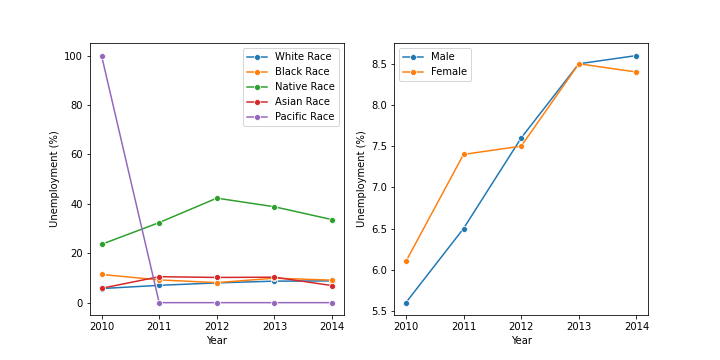 100
80
60
40
20
0
Unemployment (%)
2010 2011 2012 2013 2014
Year
White Race
Black Race
Native Race
Asian Race
Pacific Race
8.5
8.0
7.5
7.0
6.5
6.0
5.5
Unemployment (%)
2010 2011 2012 2013 2014
Year
Male
Female